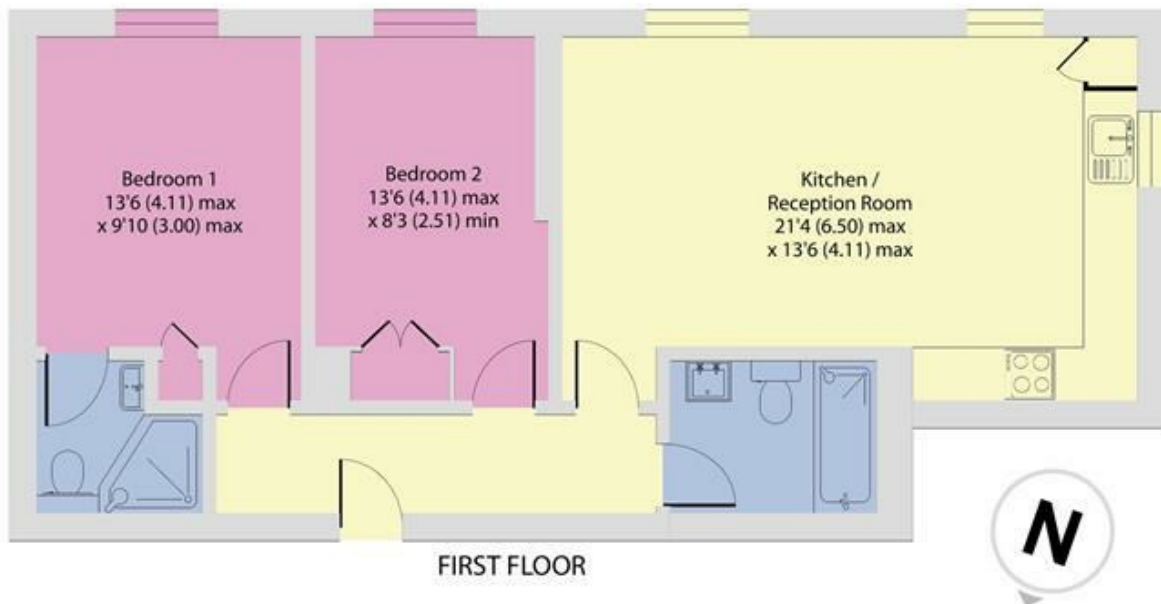 Bedroom 1
13'6 (4.11) max
x 9'10 (3.00) max
Bedroom 2
13'6 (4.11) max
x 8'3 (2.51) min
Kitchen /
Reception Room
21'4 (6.50) max
x 13'6 (4.11) max
FIRST FLOOR
N